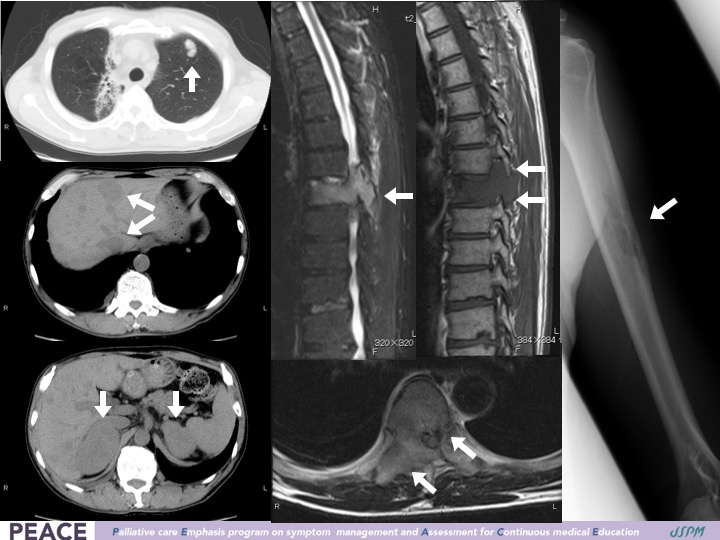 H
t2
H
R
L
R
L
R
L
L
320×320
F
L
384×384
F
R
L
PEACE
Palliative care Emphasis program on symptom management and Assessment for Continuous medical Education
JSPM